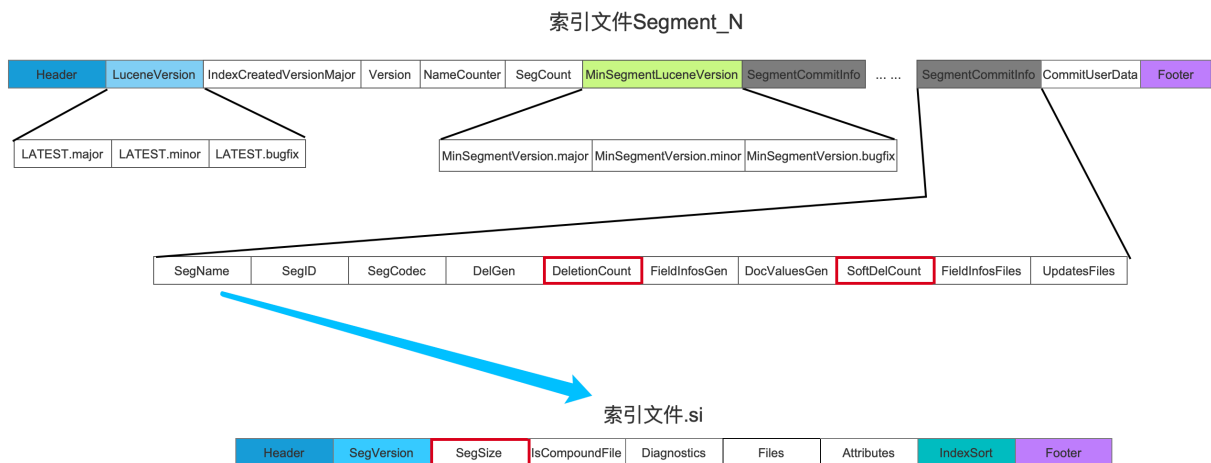 索引文件Segment_N
Header LuceneVersion IndexCreatedVersionMajor Version NameCounter SegCount MinSegmentLuceneVersion SegmentCommitInfo ... ... SegmentCommitInfo CommitUserData Footer
LATEST.major LATEST.minor LATEST.bugfix MinSegmentVersion.major MinSegmentVersion.minor MinSegmentVersion.bugfix
SegName SegID SegCodec DelGen DeletionCount FieldInfosGen DocValuesGen SoftDelCount FieldInfosFiles UpdatesFiles
索引文件.si
Header SegVersion SegSize IsCompoundFile Diagnostics Files Attributes IndexSort Footer